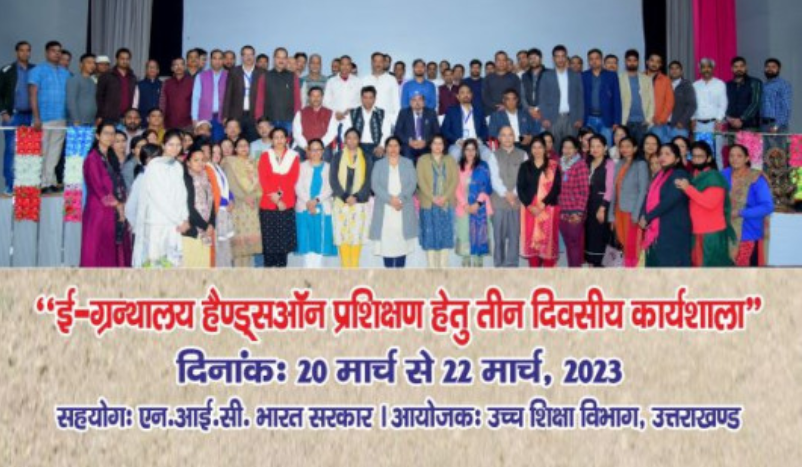 “ई-ग्रन्थालय हैण्ड्सऑन प्रशिक्षण हेतु तीन दिवसीय कार्यशाला”
दिनांकः 20 मार्च से 22 मार्च, 2023
सहयोगः एन.आई.सी. भारत सरकार । आयोजकः उच्च शिक्षा विभाग, उत्तराखण्ड